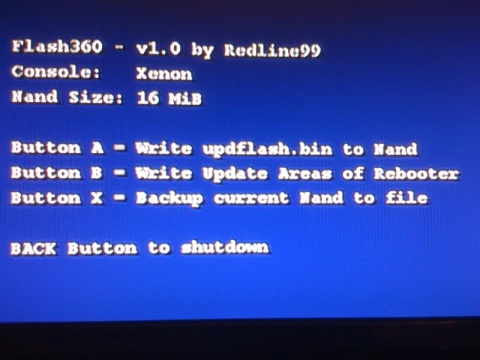 Flash360 - v1.0 by Redline99
Console: Xenon
Nand Size: 16 MiB
Button A = Write updflash.bin to Nand
Button B = Write Update Areas of Rebooter
Button X = Backup current Nand to file
BACK Button to shutdown